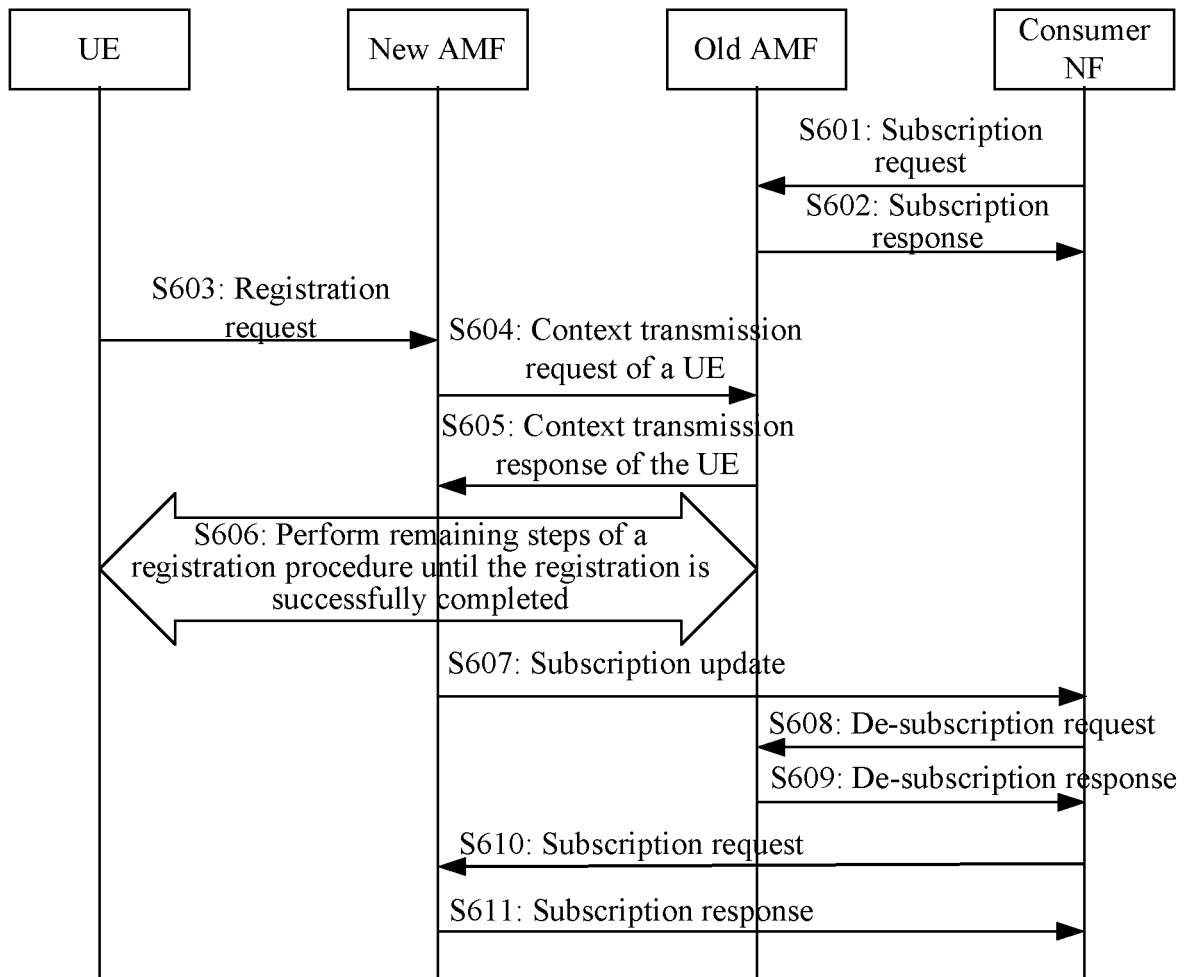 UE
New AMF
Old AMF
Consumer
NF
S601: Subscription
request
S602: Subscription
response
S603: Registration
request
S604: Context transmission
request of a UE
S605: Context transmission
response of the UE
S606: Perform remaining steps of a
registration procedure until the registration is
successfully completed
S607: Subscription update
S608: De-subscription request
S609: De-subscription response
S610: Subscription request
S611: Subscription response